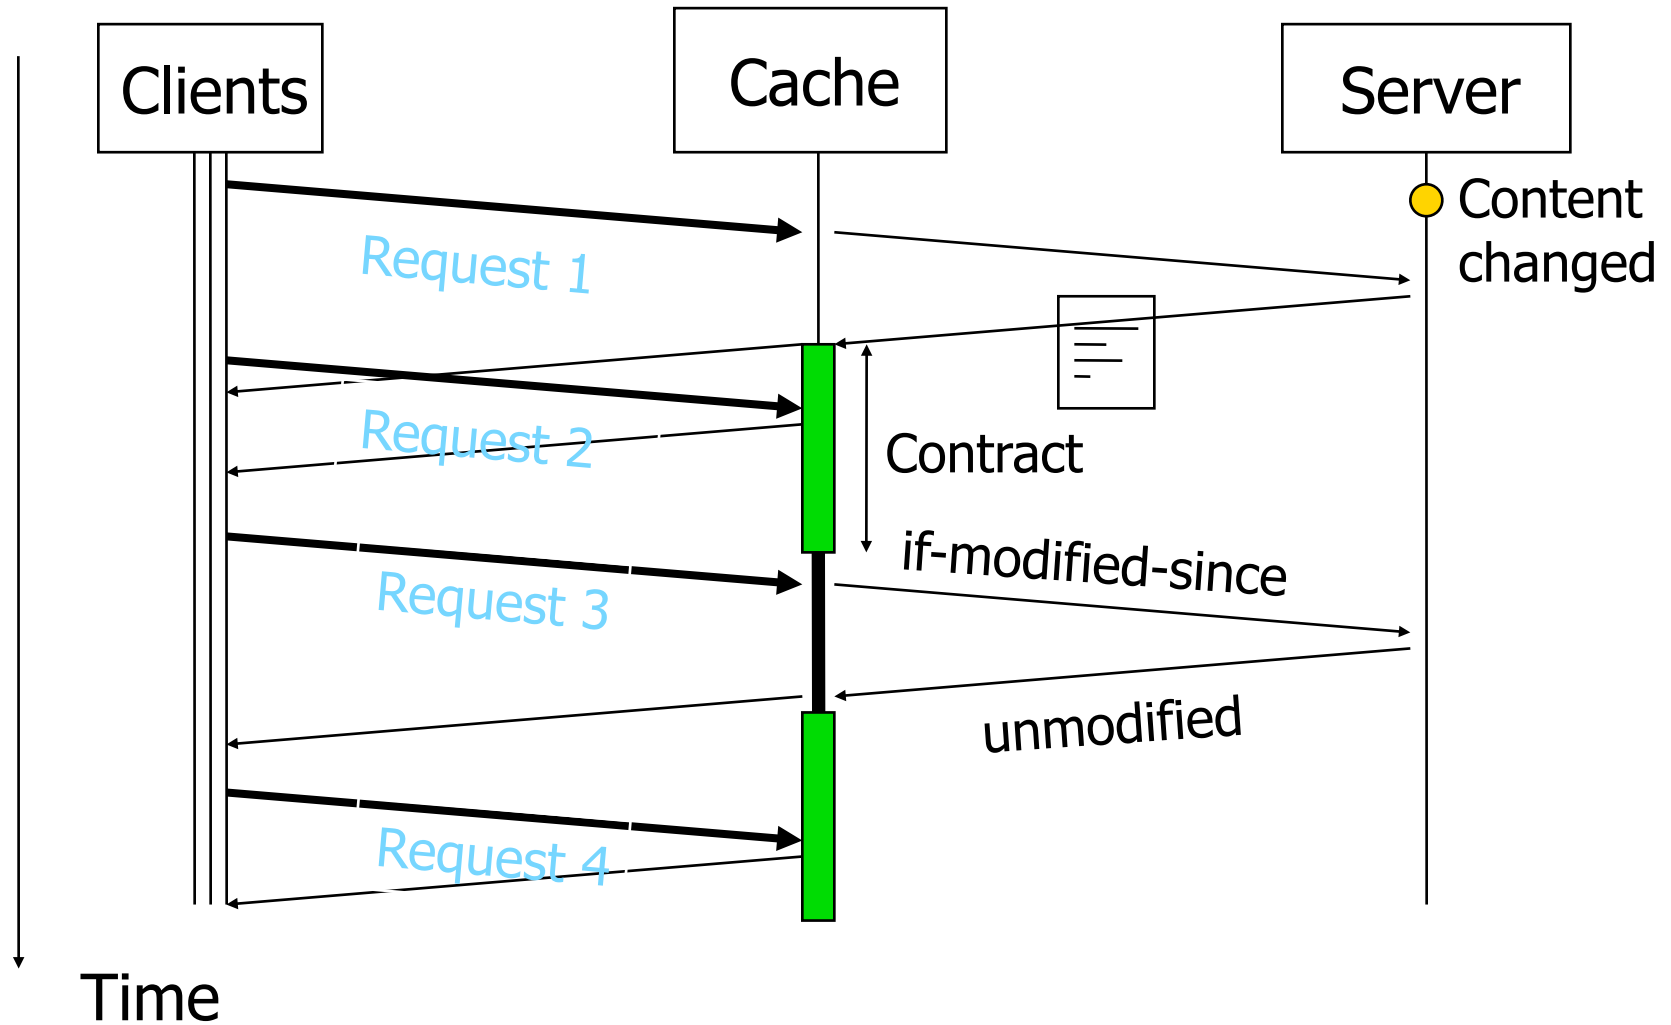 Clients
Cache
Server
Content
changed
Request 1
Request 2
Contract
if-modified-since
Request 3
unmodified
Request 4
Time